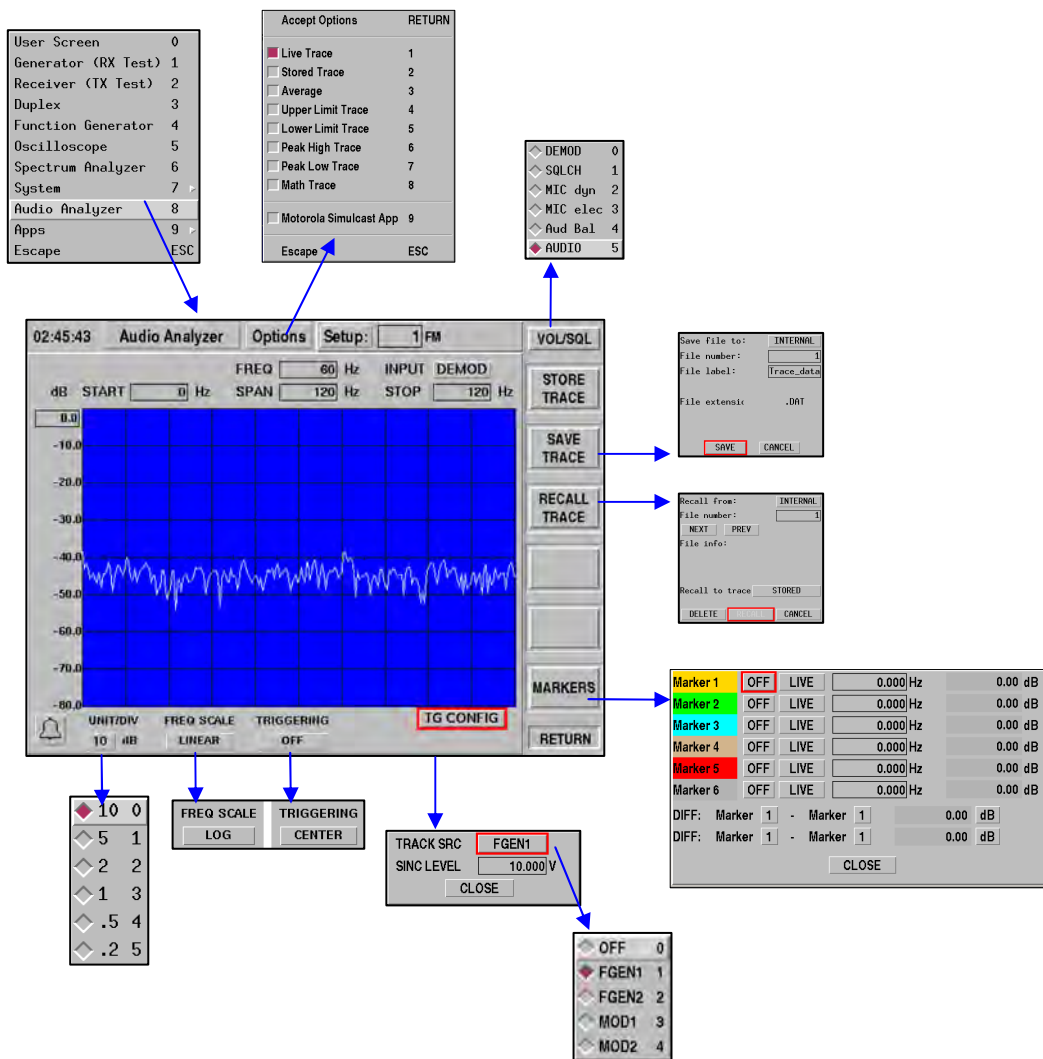 User Screen 0
Generator (RX Test) 1
Receiver (TX Test) 2
Duplex 3
Function Generator 4
Oscilloscope 5
Spectrum Analyzer 6
System 7
Audio Analyzer 8
Apps 9
Escape ESC
Accept Options RETURN
Live Trace 1
Stored Trace 2
Average 3
Upper Limit Trace 4
Lower Limit Trace 5
Peak High Trace 6
Peak Low Trace 7
Math Trace 8
Motorola Simulcast App 9
Escape ESC
DEMOD 0
SQLCH 1
MIC dyn 2
MIC elec 3
Aud Bal 4
AUDIO 5
02:45:43 Audio Analyzer Options Setup: 1 FM VOL/SQL
FREQ 60 Hz INPUT DEMOD
dB START 0 Hz SPAN 120 Hz STOP 120 Hz
0.0
-10.0
-20.0
-30.0
-40.0
-50.0
-60.0
-70.0
-80.0
UNIT/DIV FREQ SCALE TRIGGERING TG CONFIG
10 dB LINEAR OFF
STORE
TRACE
SAVE
TRACE
RECALL
TRACE
MARKERS
RETURN
Save file to: INTERNAL
File number: 1
File label: Trace_data
File extensic .DAT
SAVE CANCEL
Recall from: INTERNAL
File number: 1
NEXT PREV
File info:
Recall to trace STORED
DELETE CANCEL
Marker 1 OFF LIVE 0.000 Hz 0.00 dB
Marker 2 OFF LIVE 0.000 Hz 0.00 dB
Marker 3 OFF LIVE 0.000 Hz 0.00 dB
Marker 4 OFF LIVE 0.000 Hz 0.00 dB
Marker 5 OFF LIVE 0.000 Hz 0.00 dB
Marker 6 OFF LIVE 0.000 Hz 0.00 dB
DIFF: Marker 1 - Marker 1 0.00 dB
DIFF: Marker 1 - Marker 1 0.00 dB
CLOSE
10 0
5 1
2 2
1 3
.5 4
.2 5
FREQ SCALE TRIGGERING
LOG CENTER
TRACK SRC FGEN1
SINC LEVEL 10.000 V
CLOSE
OFF 0
FGEN1 1
FGEN2 2
MOD1 3
MOD2 4